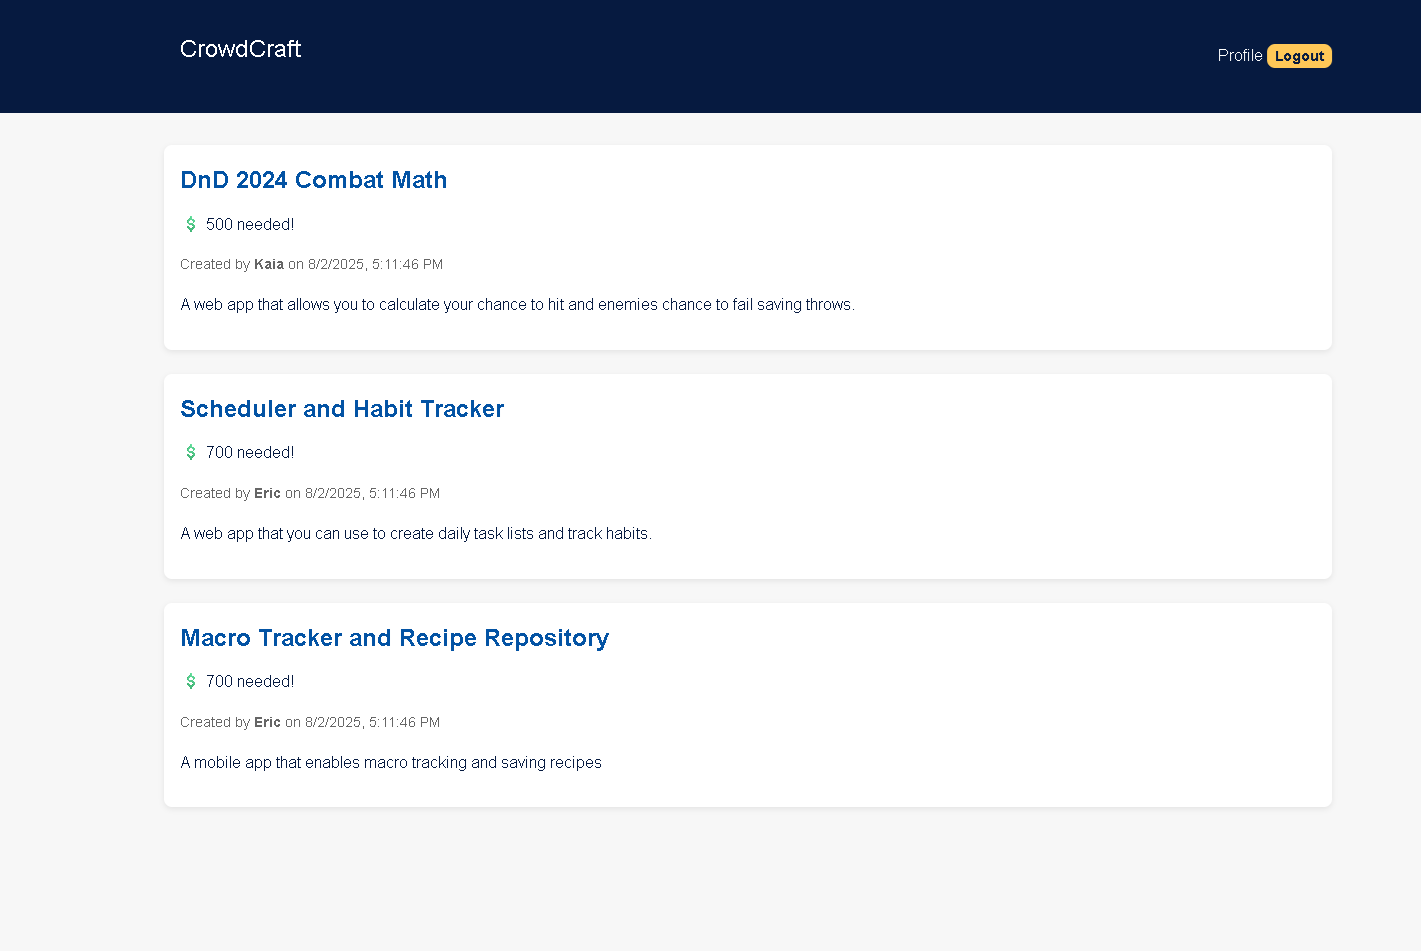 CrowdCraft
Profile Logout
DnD 2024 Combat Math
$ 500 needed!
Created by Kaia on 8/2/2025, 5:11:46 PM
A web app that allows you to calculate your chance to hit and enemies chance to fail saving throws.
Scheduler and Habit Tracker
$ 700 needed!
Created by Eric on 8/2/2025, 5:11:46 PM
A web app that you can use to create daily task lists and track habits.
Macro Tracker and Recipe Repository
$ 700 needed!
Created by Eric on 8/2/2025, 5:11:46 PM
A mobile app that enables macro tracking and saving recipes